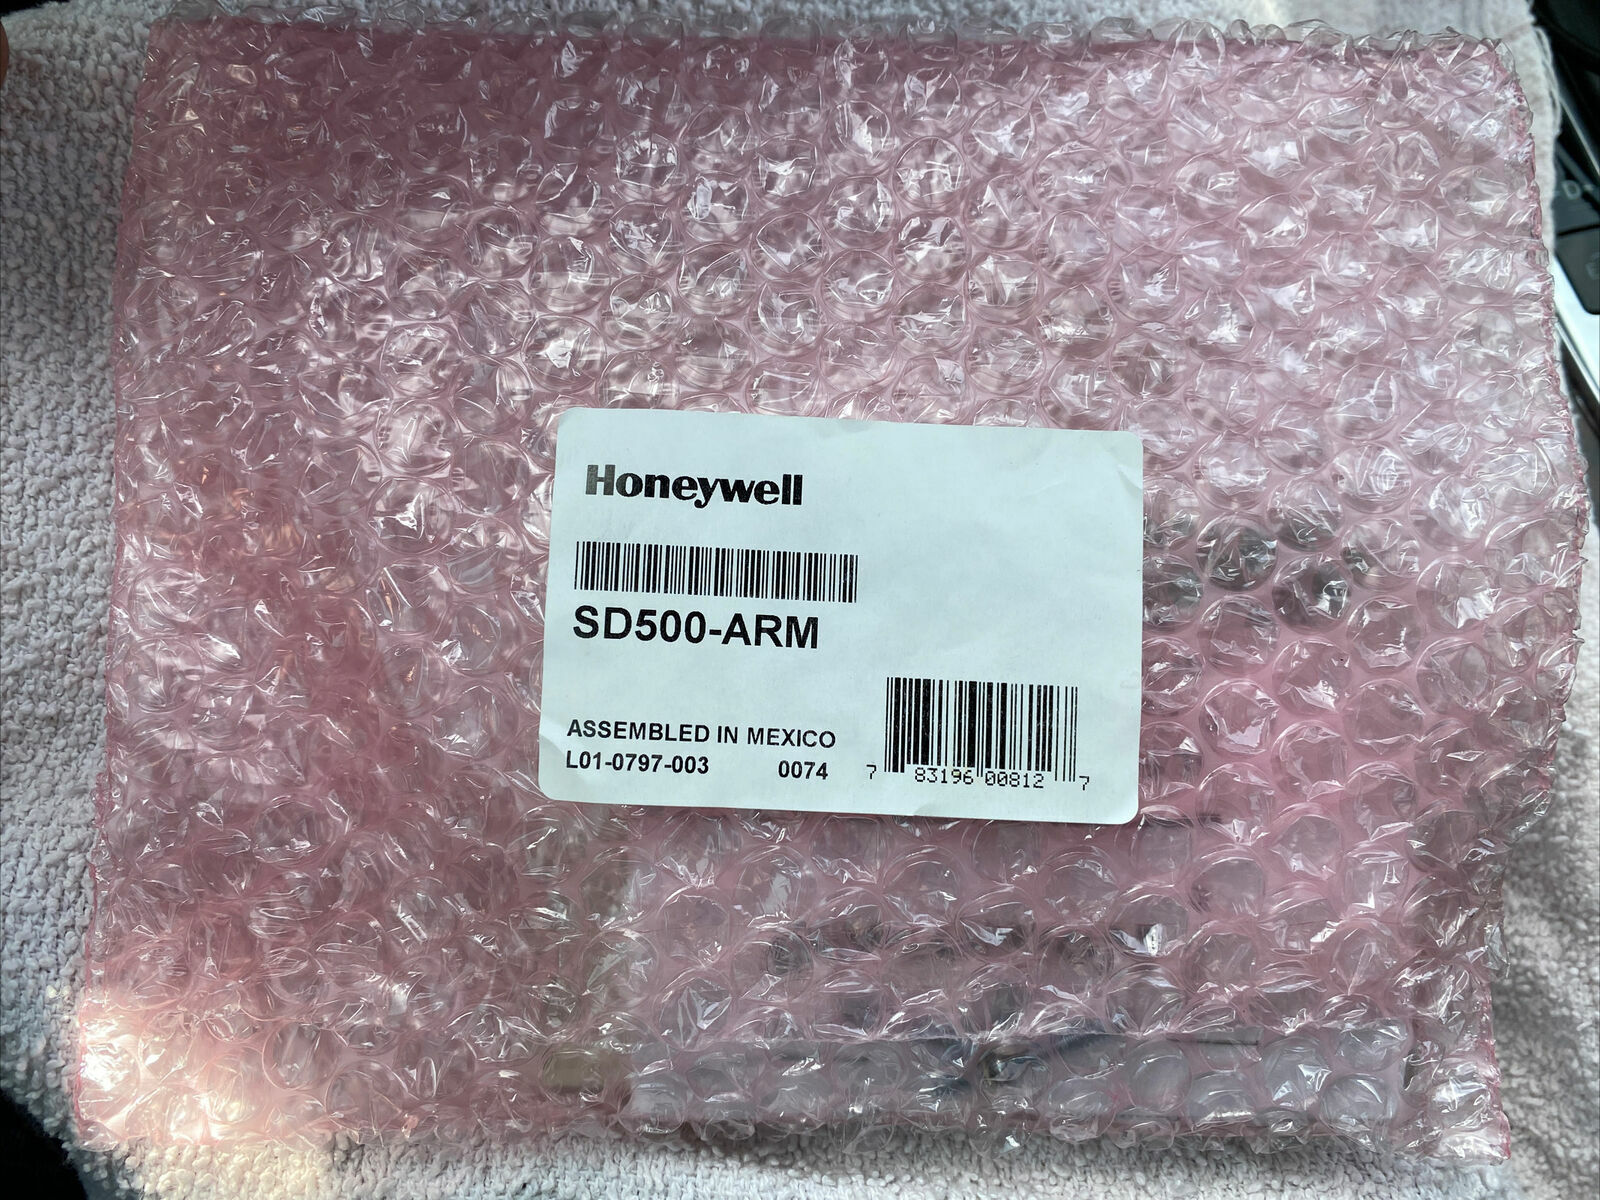 Honeywell
SD500-ARM
ASSEMBLED IN MEXICO
L01-0797-003 0074
7 83196 00812 7